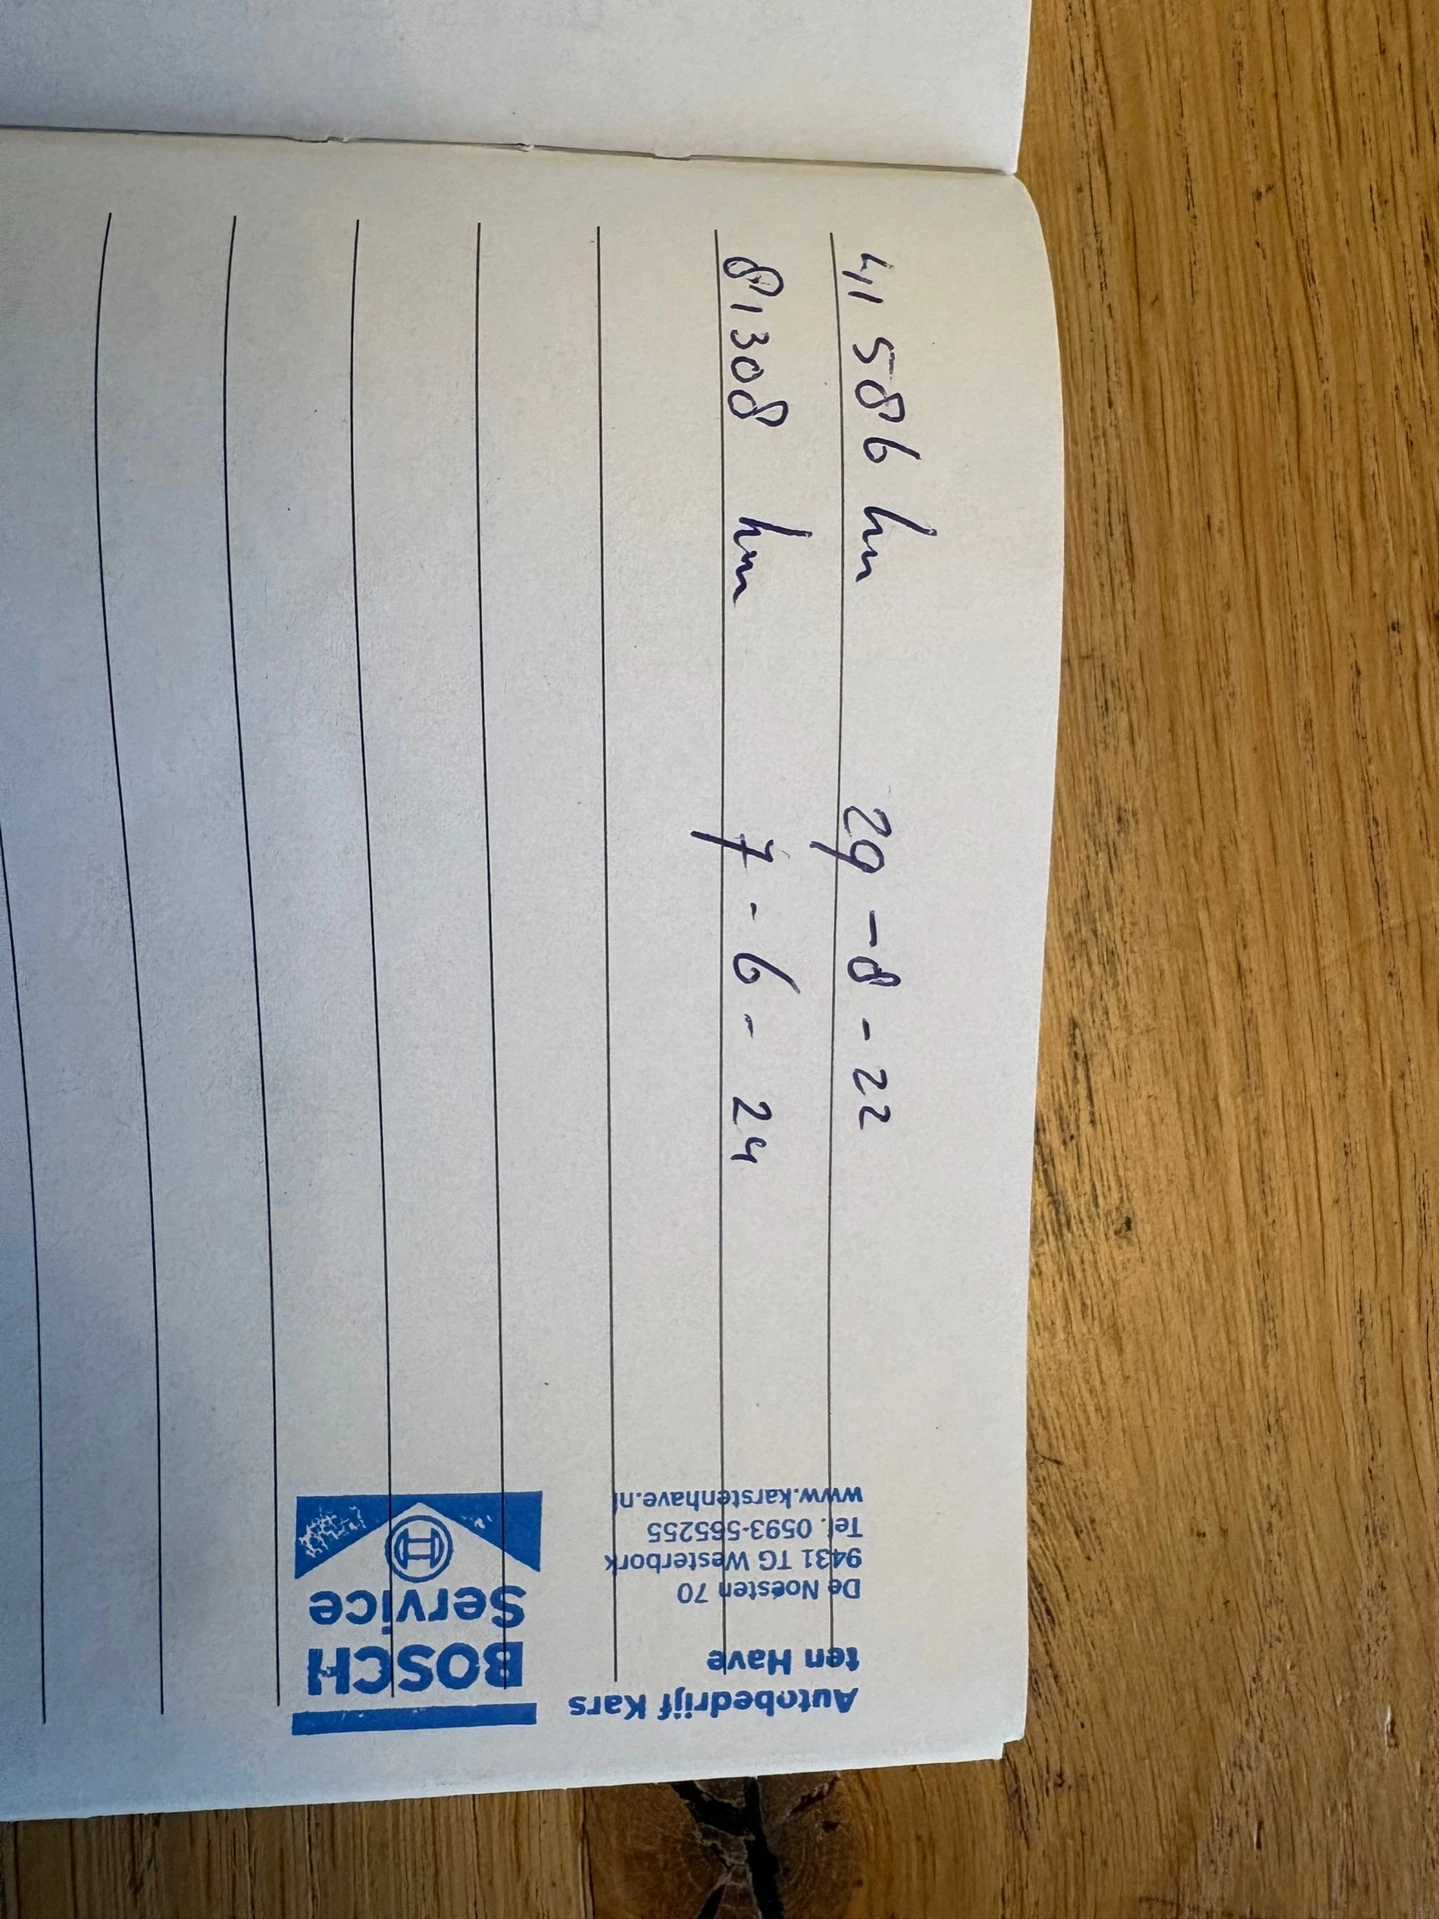 41586 km 29-8-22
81308 km 7-6-24
Autobedrijf Kars
ten Have
De Noesten 70
9431 TG Westerbork
Tel. 0593-565255
www.karstenhave.nl
BOSCH
Service